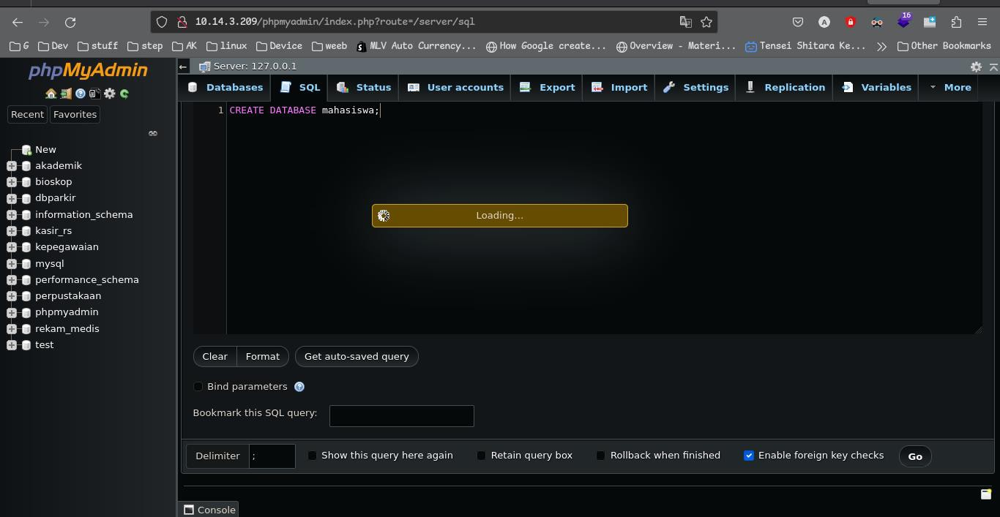 10.14.3.209/phpmyadmin/index.php?route=/server/sql
A
16
G Dev stuff step AK linux Device weeb MLV Auto Currency... How Google create... Overview - Materi... Tensei Shitara Ke... Other Bookmarks
phpMyAdmin
Server: 127.0.0.1
Databases SQL Status User accounts Export Import Settings Replication Variables More
Recent Favorites
1 CREATE DATABASE mahasiswa;
New
akademik
bioskop
dbparkir
information_schema
kasir_rs
kepegawaian
mysql
performance_schema
perpustakaan
phpmyadmin
rekam_medis
test
Loading…
Clear Format Get auto-saved query
Bind parameters
Bookmark this SQL query:
Delimiter ; Show this query here again Retain query box Rollback when finished Enable foreign key checks Go
Console